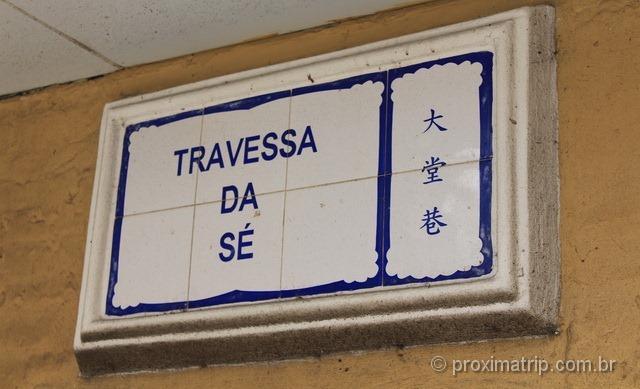 TRAVESSA
DA
SÉ
大堂巷
© proximatrip.com.br